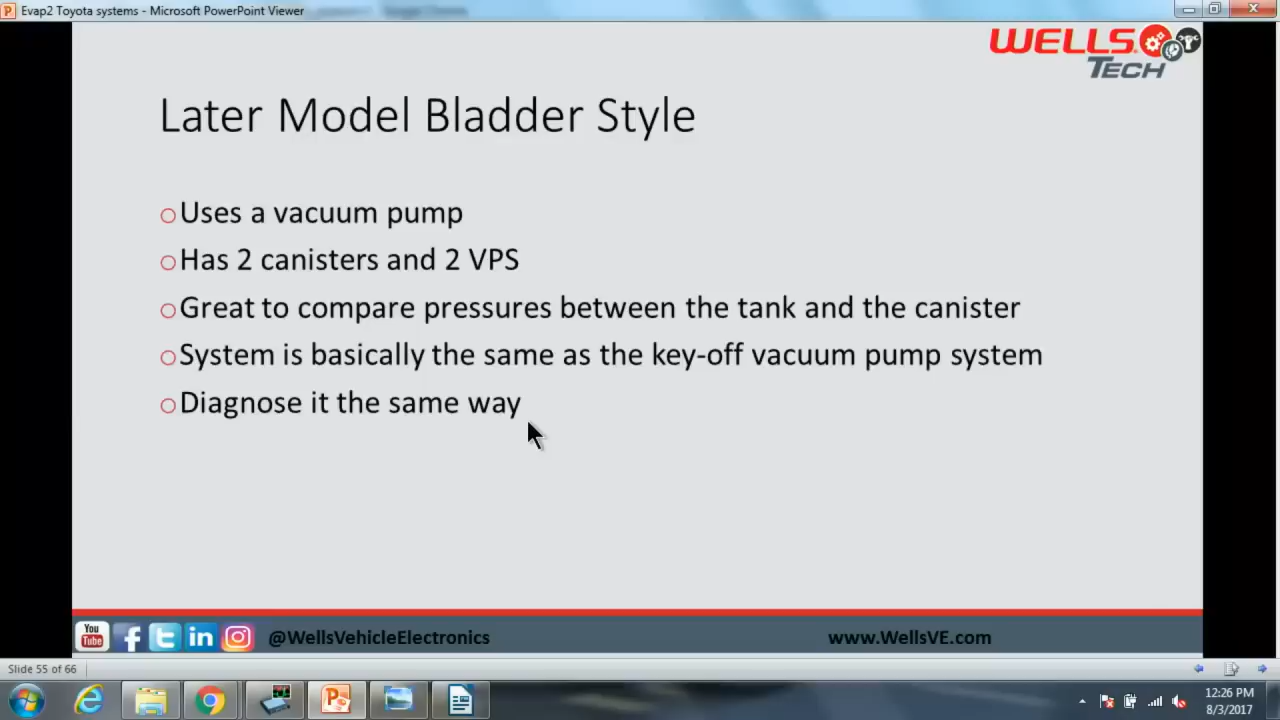 Evap2 Toyota systems - Microsoft PowerPoint Viewer
WELLS
TECH
Later Model Bladder Style
Uses a vacuum pump
Has 2 canisters and 2 VPS
Great to compare pressures between the tank and the canister
System is basically the same as the key-off vacuum pump system
Diagnose it the same way
You
Tube
f
in
@WellsVehicleElectronics
www.WellsVE.com
Slide 55 of 66
12:26 PM
8/3/2017